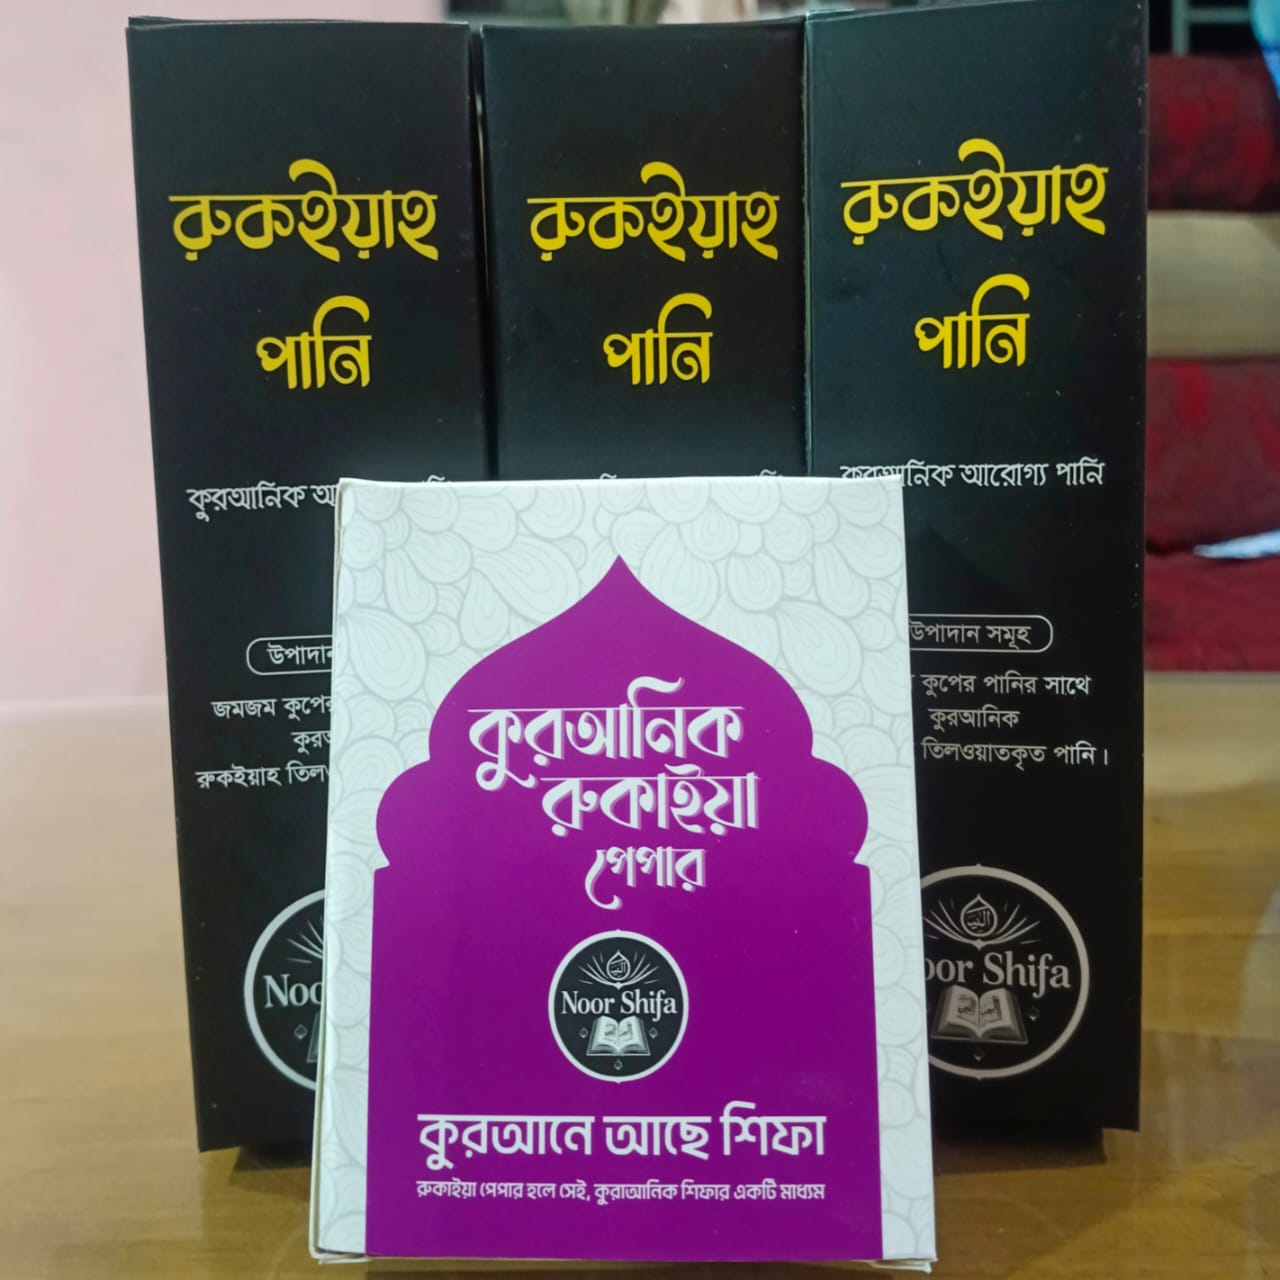 রুকইয়াহ
পানি
কুরআনিক
উপাদান
জমজম কুপের
রুকইয়াহ
রুকইয়াহ
পানি
রুকইয়াহ
পানি
কুরআনিক আরোগ্য পানি
উপাদান সমূহ
কুপের পানির সাথে
কুরআনিক
তিলওয়াতকৃত পানি।
Shifa
কুরআনিক
রুকাইয়া
পেপার
Noor Shifa
কুরআনে আছে শিফা
রুকাইয়া পেপার হলে সেই, কুরাআনিক শিফার একটি মাধ্যম